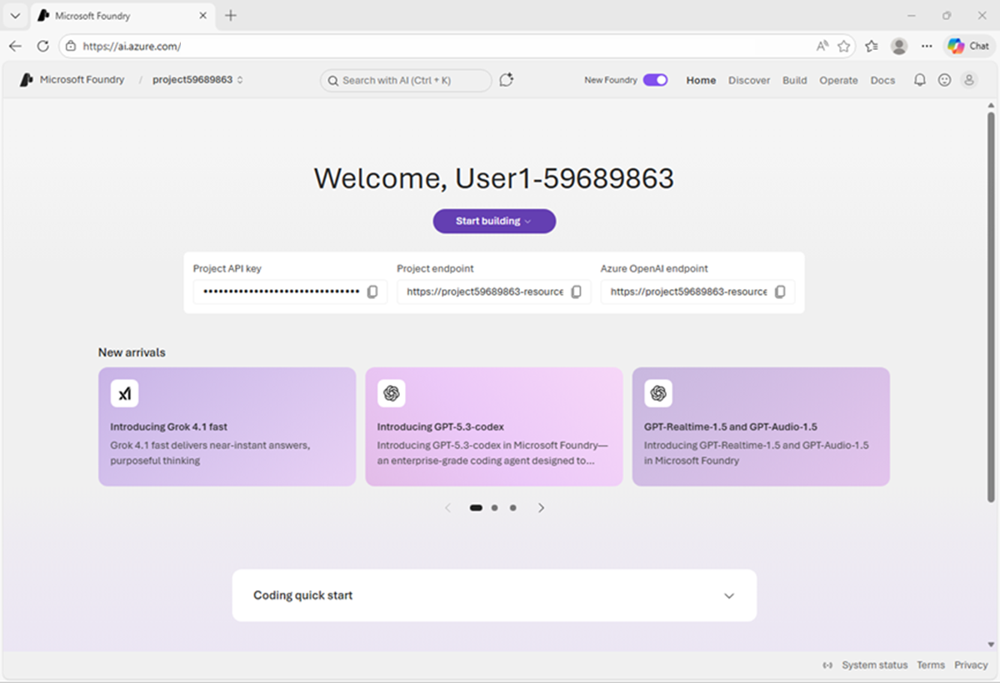 Microsoft Foundry
https://ai.azure.com/
Chat
Microsoft Foundry / project59689863
Search with AI (Ctrl + K)
New Foundry
Home
Discover
Build
Operate
Docs
Welcome, User1-59689863
Start building
Project API key
Project endpoint
https://project59689863-resource
Azure OpenAI endpoint
https://project59689863-resource
New arrivals
Introducing Grok 4.1 fast
Grok 4.1 fast delivers near-instant answers,
purposeful thinking
Introducing GPT-5.3-codex
Introducing GPT-5.3-codex in Microsoft Foundry—
an enterprise-grade coding agent designed to...
GPT-Realtime-1.5 and GPT-Audio-1.5
Introducing GPT-Realtime-1.5 and GPT-Audio-1.5
in Microsoft Foundry
Coding quick start
System status
Terms
Privacy